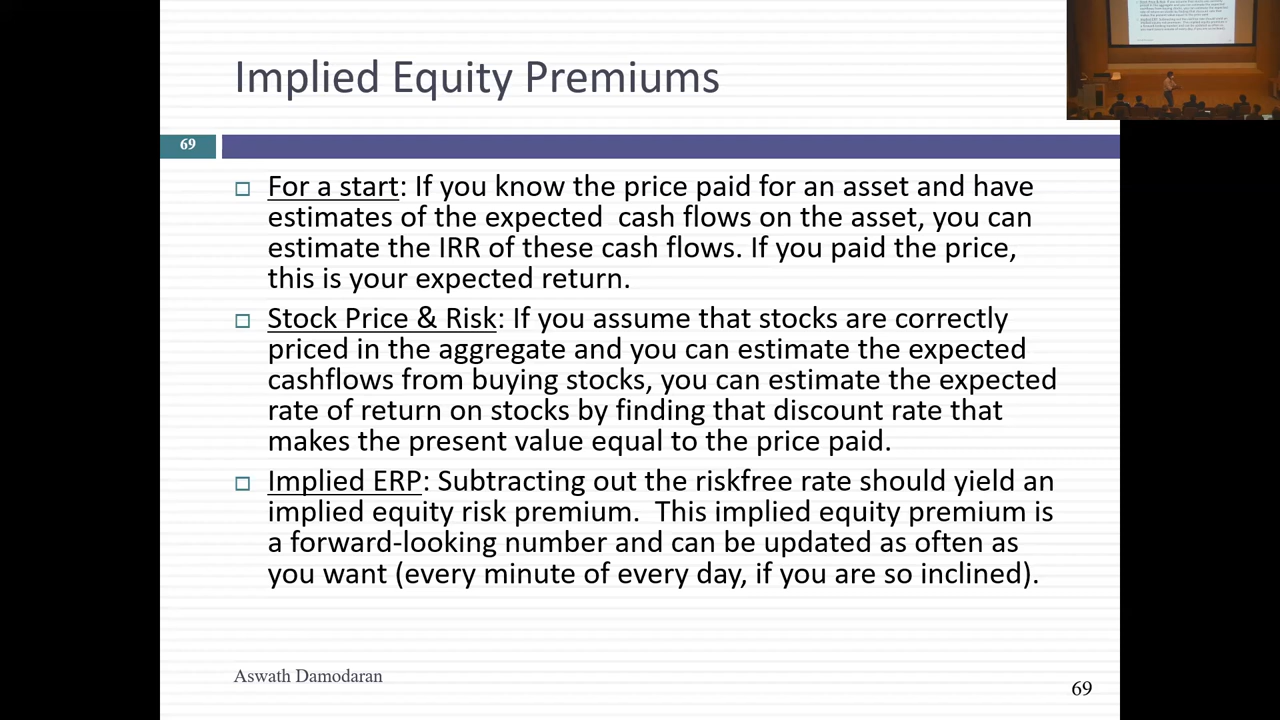 Implied Equity Premiums
69
For a start: If you know the price paid for an asset and have
estimates of the expected cash flows on the asset, you can
estimate the IRR of these cash flows. If you paid the price,
this is your expected return.
Stock Price & Risk: If you assume that stocks are correctly
priced in the aggregate and you can estimate the expected
cashflows from buying stocks, you can estimate the expected
rate of return on stocks by finding that discount rate that
makes the present value equal to the price paid.
Implied ERP: Subtracting out the riskfree rate should yield an
implied equity risk premium. This implied equity premium is
a forward-looking number and can be updated as often as
you want (every minute of every day, if you are so inclined).
Aswath Damodaran
69